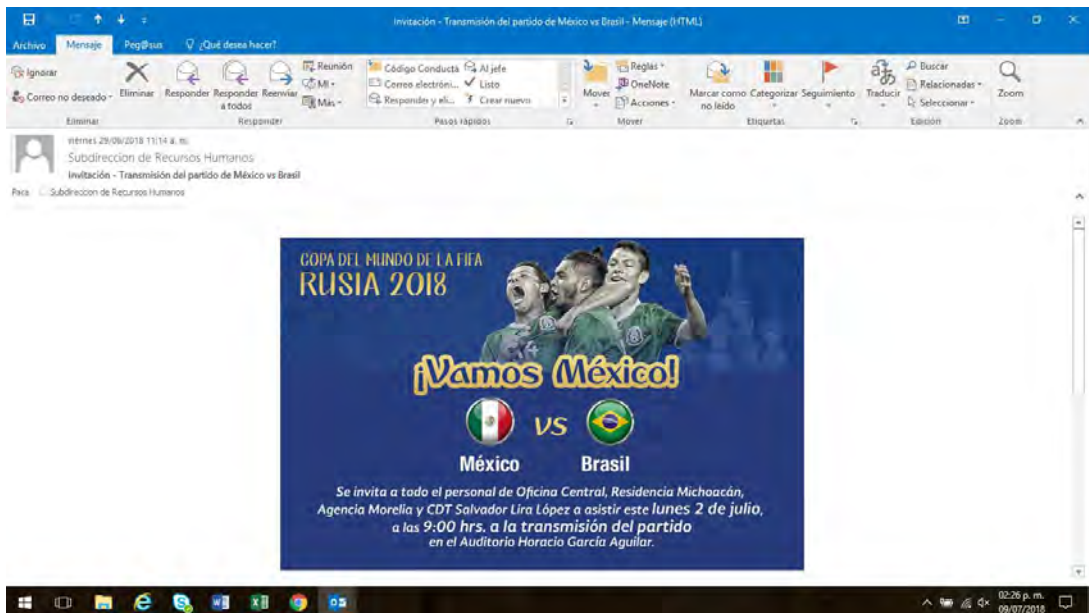 Invitación - Transmisión del partido de México vs Brasil - Mensaje (HTML)
Archivo Mensaje Peg@sus ¿Qué desea hacer?
Ignorar
Correo no deseado
Eliminar
Responder
Responder a todos
Reenviar
Reunión
MI
Más
Código Conducta
Al jefe
Correo electróni...
Listo
Responder y eli...
Crear nuevo
Mover
Reglas
OneNote
Acciones
Marcar como no leído
Categorizar
Seguimiento
Traducir
Buscar
Relacionadas
Seleccionar
Zoom
Eliminar Responder Pasos rápidos Mover Etiquetas Edición Zoom
viernes 29/06/2018 11:14 a. m.
Subdireccion de Recursos Humanos
Invitación - Transmisión del partido de México vs Brasil
Para Subdireccion de Recursos Humanos
COPA DEL MUNDO DE LA FIFA
RUSIA 2018
¡Vamos México!
VS
México Brasil
Se invita a todo el personal de Oficina Central, Residencia Michoacán,
Agencia Morelia y CDT Salvador Lira López a asistir este lunes 2 de julio,
a las 9:00 hrs. a la transmisión del partido
en el Auditorio Horacio García Aguilar.
02:26 p. m.
09/07/2018